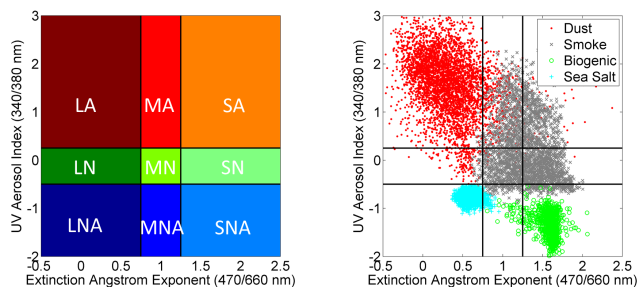 UV Aerosol Index (340/380 nm)
3
2
1
0
-1
-2
LA
MA
SA
LN
MN
SN
LNA
MNA
SNA
-0.5 0 0.5 1 1.5 2 2.5
Extinction Angstrom Exponent (470/660 nm)
UV Aerosol Index (340/380 nm)
3
2
1
0
-1
-2
Dust
Smoke
Biogenic
Sea Salt
-0.5 0 0.5 1 1.5 2 2.5
Extinction Angstrom Exponent (470/660 nm)